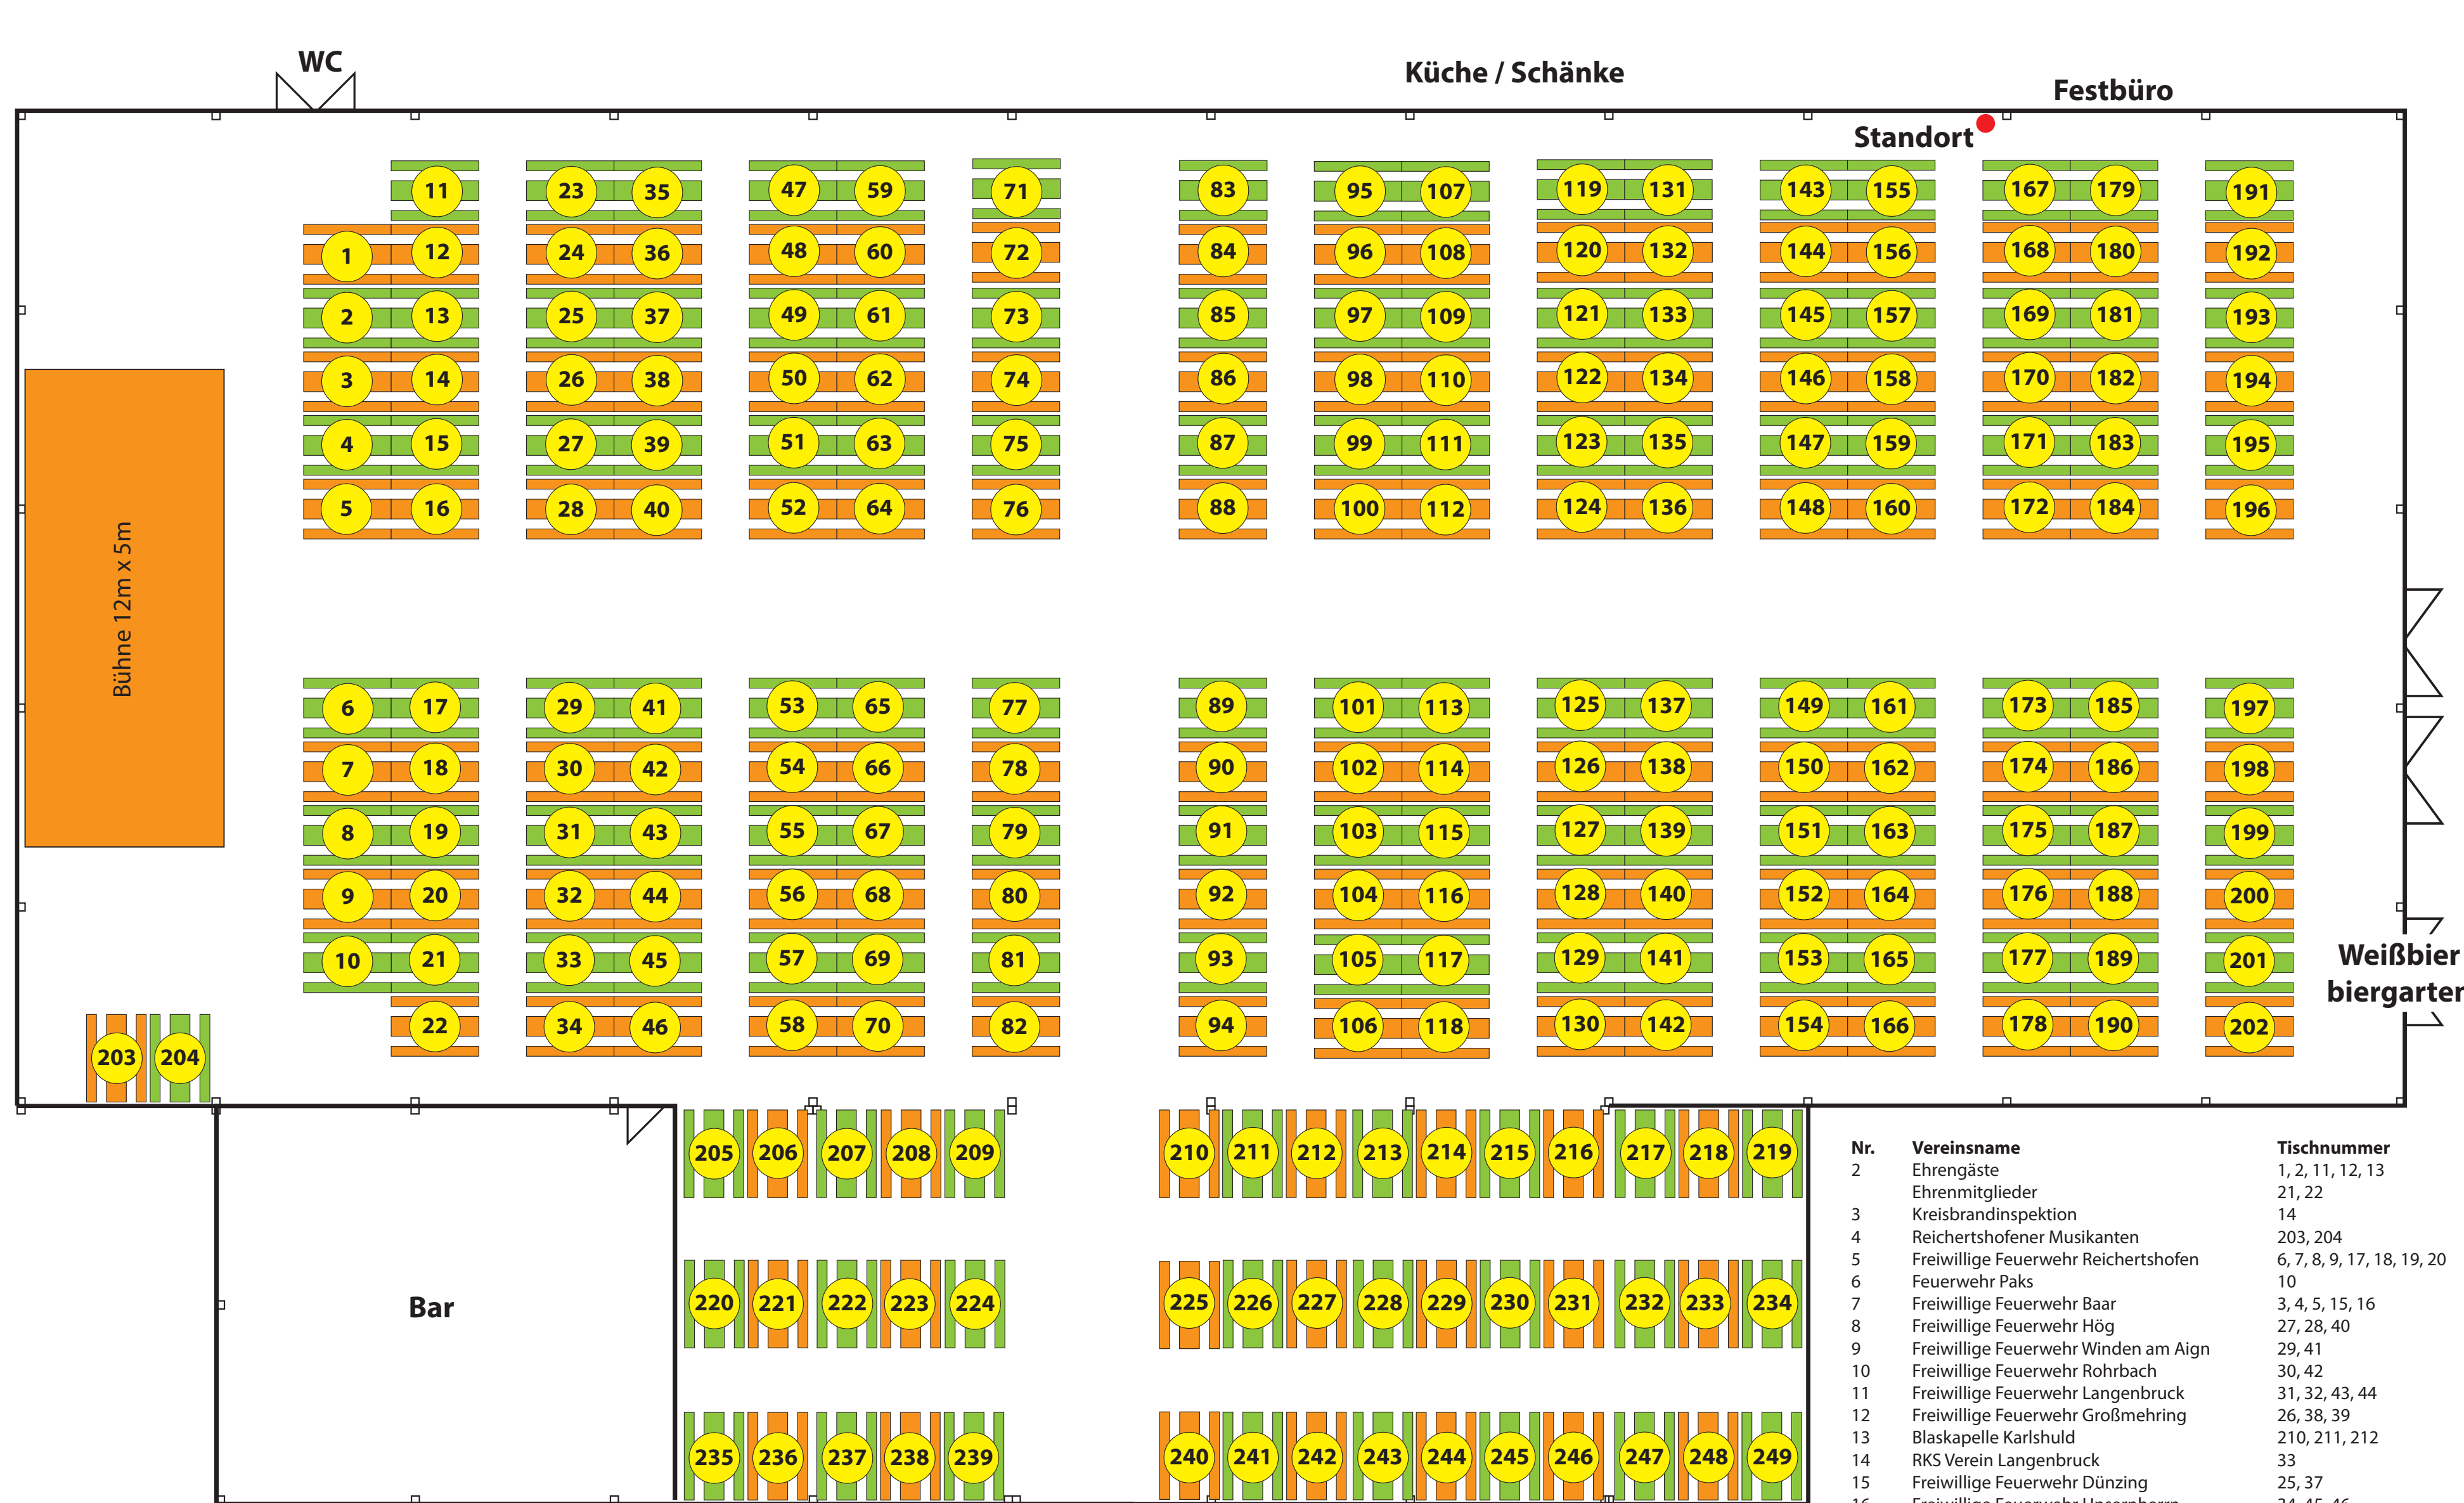 WC
Küche / Schänke
Festbüro
Standort
11 23 35 47 59 71 83 95 107 119 131 143 155 167 179 191
1 12 24 36 48 60 72 84 96 108 120 132 144 156 168 180 192
2 13 25 37 49 61 73 85 97 109 121 133 145 157 169 181 193
3 14 26 38 50 62 74 86 98 110 122 134 146 158 170 182 194
4 15 27 39 51 63 75 87 99 111 123 135 147 159 171 183 195
5 16 28 40 52 64 76 88 100 112 124 136 148 160 172 184 196
Bühne 12m x 5m
6 17 29 41 53 65 77 89 101 113 125 137 149 161 173 185 197
7 18 30 42 54 66 78 90 102 114 126 138 150 162 174 186 198
8 19 31 43 55 67 79 91 103 115 127 139 151 163 175 187 199
9 20 32 44 56 68 80 92 104 116 128 140 152 164 176 188 200
10 21 33 45 57 69 81 93 105 117 129 141 153 165 177 189 201
22 34 46 58 70 82 94 106 118 130 142 154 166 178 190 202
Weißbier
biergarten
203 204
205 206 207 208 209 210 211 212 213 214 215 216 217 218 219
220 221 222 223 224 225 226 227 228 229 230 231 232 233 234
235 236 237 238 239 240 241 242 243 244 245 246 247 248 249
Bar
Nr. Vereinsname Tischnummer
2 Ehrengäste 1, 2, 11, 12, 13
Ehrenmitglieder 21, 22
3 Kreisbrandinspektion 14
4 Reichertshofener Musikanten 203, 204
5 Freiwillige Feuerwehr Reichertshofen 6, 7, 8, 9, 17, 18, 19, 20
6 Feuerwehr Paks 10
7 Freiwillige Feuerwehr Baar 3, 4, 5, 15, 16
8 Freiwillige Feuerwehr Hög 27, 28, 40
9 Freiwillige Feuerwehr Winden am Aign 29, 41
10 Freiwillige Feuerwehr Rohrbach 30, 42
11 Freiwillige Feuerwehr Langenbruck 31, 32, 43, 44
12 Freiwillige Feuerwehr Großmehring 26, 38, 39
13 Blaskapelle Karlshuld 210, 211, 212
14 RKS Verein Langenbruck 33
15 Freiwillige Feuerwehr Dünzing 25, 37